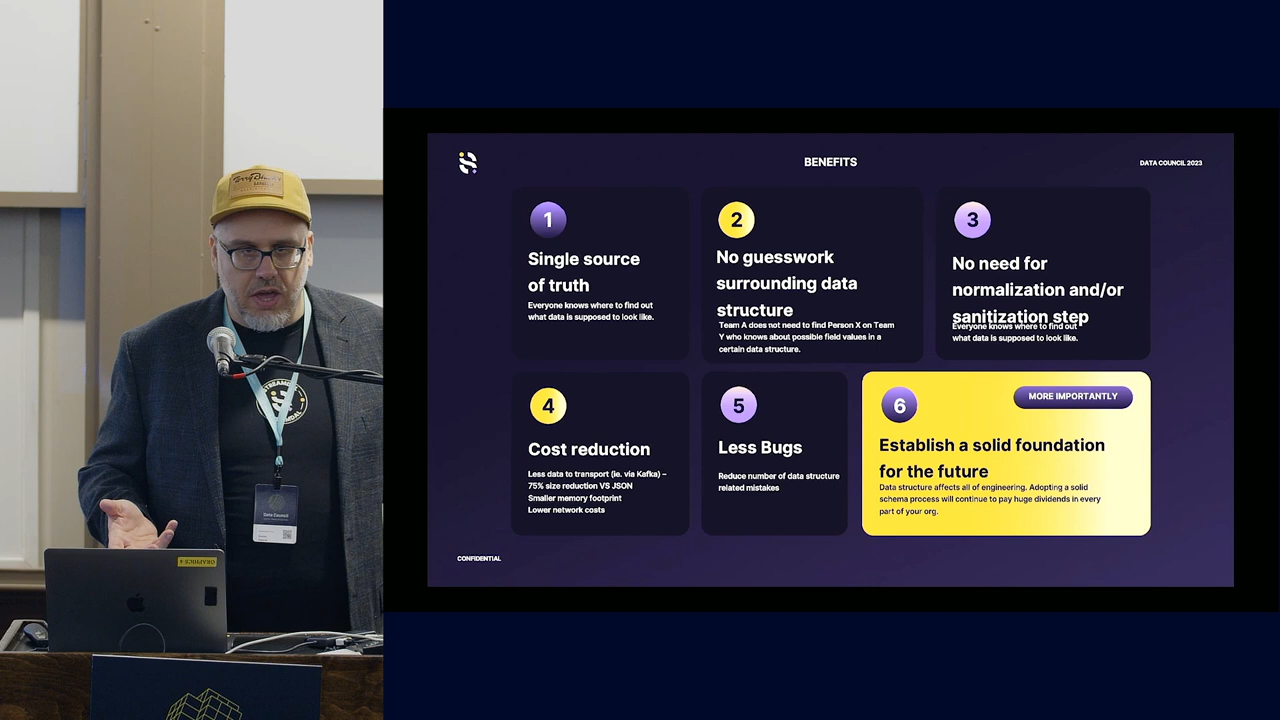 BENEFITS
DATA COUNCIL 2023
1
Single source
of truth
Everyone knows where to find out
what data is supposed to look like.
2
No guesswork
surrounding data
structure
Team A does not need to find Person X on Team
Y who knows about possible field values in a
certain data structure.
3
No need for
normalization and/or
sanitization step
Everyone knows where to find out
what data is supposed to look like.
4
Cost reduction
Less data to transport (ie. via Kafka) –
75% size reduction VS JSON
Smaller memory footprint
Lower network costs
5
Less Bugs
Reduce number of data structure
related mistakes
6
MORE IMPORTANTLY
Establish a solid foundation
for the future
Data structure affects all of engineering. Adopting a solid
schema process will continue to pay huge dividends in every
part of your org.
CONFIDENTIAL
Data Council
GRAPHICS 4